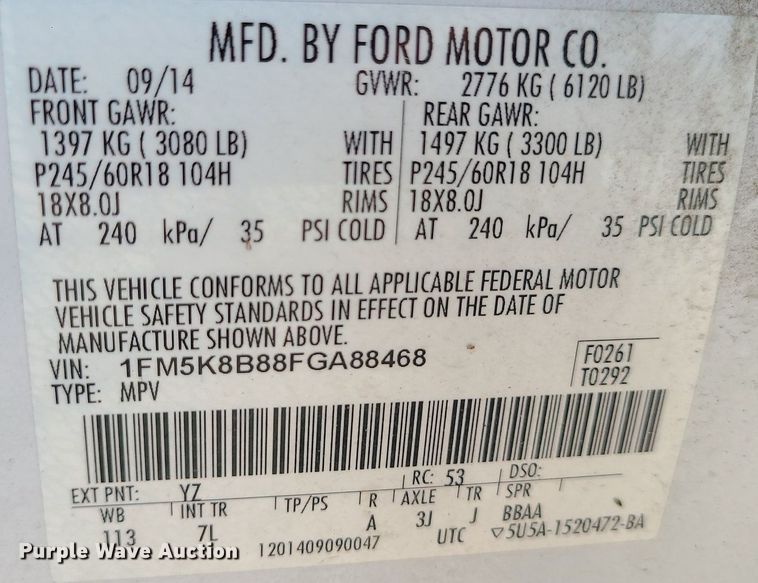 MFD. BY FORD MOTOR CO.
DATE: 09/14 GVWR: 2776 KG ( 6120 LB)
FRONT GAWR: REAR GAWR:
1397 KG ( 3080 LB) WITH 1497 KG ( 3300 LB) WITH
P245/60R18 104H TIRES P245/60R18 104H TIRES
18X8.0J RIMS 18X8.0J RIMS
AT 240 kPa/ 35 PSI COLD AT 240 kPa/ 35 PSI COLD
THIS VEHICLE CONFORMS TO ALL APPLICABLE FEDERAL MOTOR
VEHICLE SAFETY STANDARDS IN EFFECT ON THE DATE OF
MANUFACTURE SHOWN ABOVE.
VIN: 1FM5K8B88FGA88468 F0261
TYPE: MPV T0292
EXT PNT: YZ RC: 53 DSO:
WB INT TR TP/PS R AXLE TR SPR
113 7L A 3J J BBAA
1201409090047 UTC ▽5U5A-1520472-BA
Purple Wave Auction